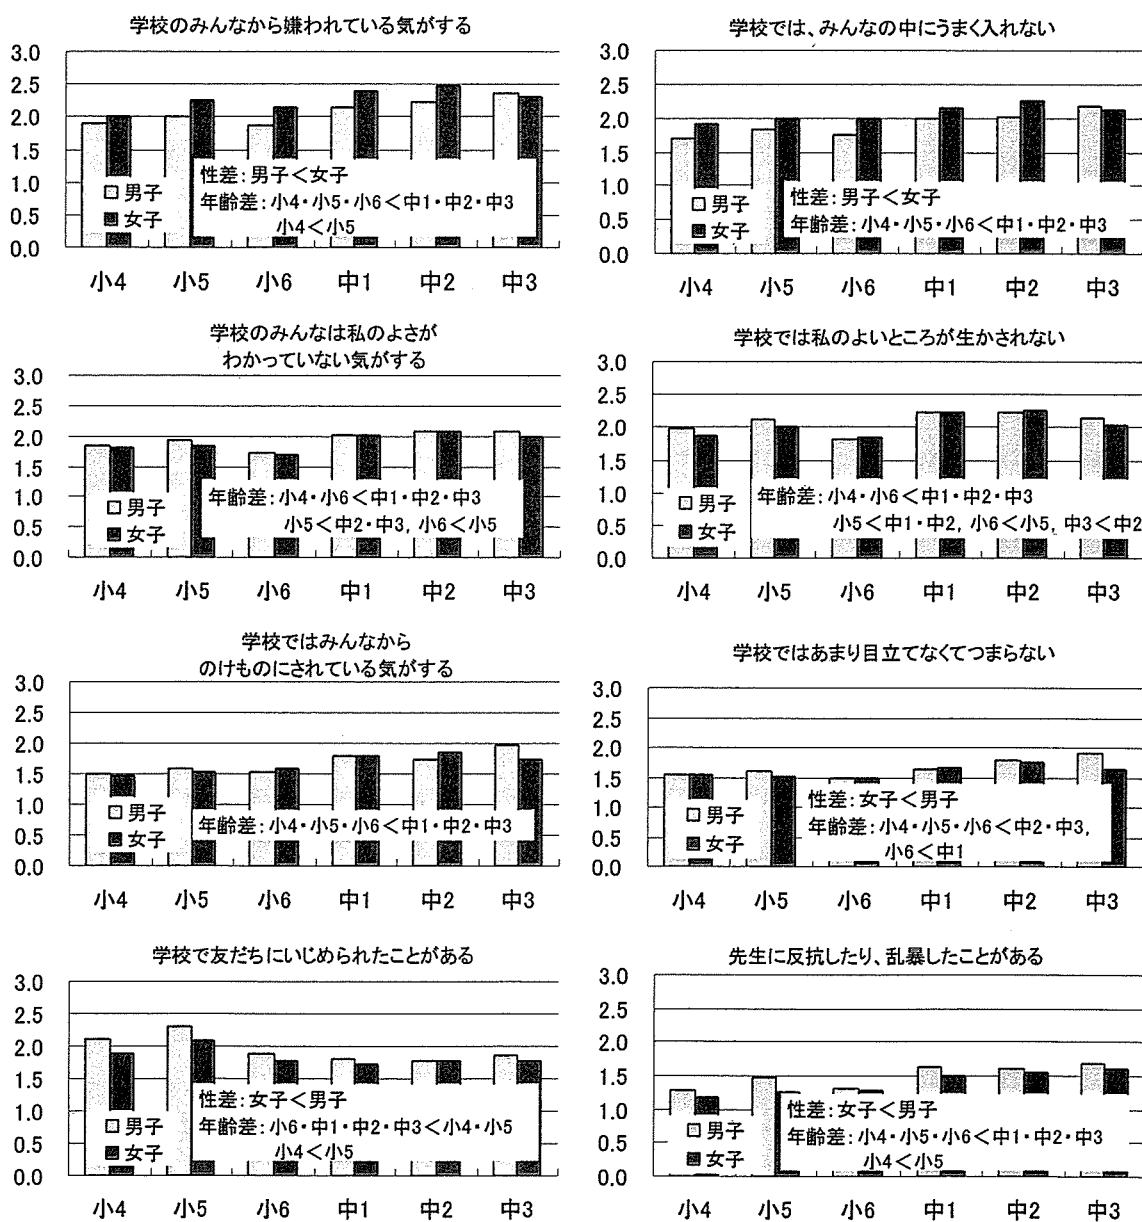 学校のみんなから嫌われている気がする
3.0
2.5
2.0
1.5
1.0
0.5
0.0
男子
女子
性差：男子＜女子
年齢差：小4・小5・小6＜中1・中2・中3
小4＜小5
小4 小5 小6 中1 中2 中3
学校では、みんなの中にうまく入れない
3.0
2.5
2.0
1.5
1.0
0.5
0.0
男子
女子
性差：男子＜女子
年齢差：小4・小5・小6＜中1・中2・中3
小4 小5 小6 中1 中2 中3
学校のみんなは私のよさが
わかっていない気がする
3.0
2.5
2.0
1.5
1.0
0.5
0.0
男子
女子
年齢差：小4・小6＜中1・中2・中3
小5＜中2・中3，小6＜小5
小4 小5 小6 中1 中2 中3
学校では私のよいところが生かされない
3.0
2.5
2.0
1.5
1.0
0.5
0.0
男子
女子
年齢差：小4・小6＜中1・中2・中3
小5＜中1・中2，小6＜小5，中3＜中2
小4 小5 小6 中1 中2 中3
学校ではみんなから
のけものにされている気がする
3.0
2.5
2.0
1.5
1.0
0.5
0.0
男子
女子
年齢差：小4・小5・小6＜中1・中2・中3
小4 小5 小6 中1 中2 中3
学校ではあまり目立てなくてつまらない
3.0
2.5
2.0
1.5
1.0
0.5
0.0
男子
女子
性差：女子＜男子
年齢差：小4・小5・小6＜中2・中3，
小6＜中1
小4 小5 小6 中1 中2 中3
学校で友だちにいじめられたことがある
3.0
2.5
2.0
1.5
1.0
0.5
0.0
男子
女子
性差：女子＜男子
年齢差：小6・中1・中2・中3＜小4・小5
小4＜小5
小4 小5 小6 中1 中2 中3
先生に反抗したり、乱暴したことがある
3.0
2.5
2.0
1.5
1.0
0.5
0.0
男子
女子
性差：女子＜男子
年齢差：小4・小5・小6＜中1・中2・中3
小4＜小5
小4 小5 小6 中1 中2 中3